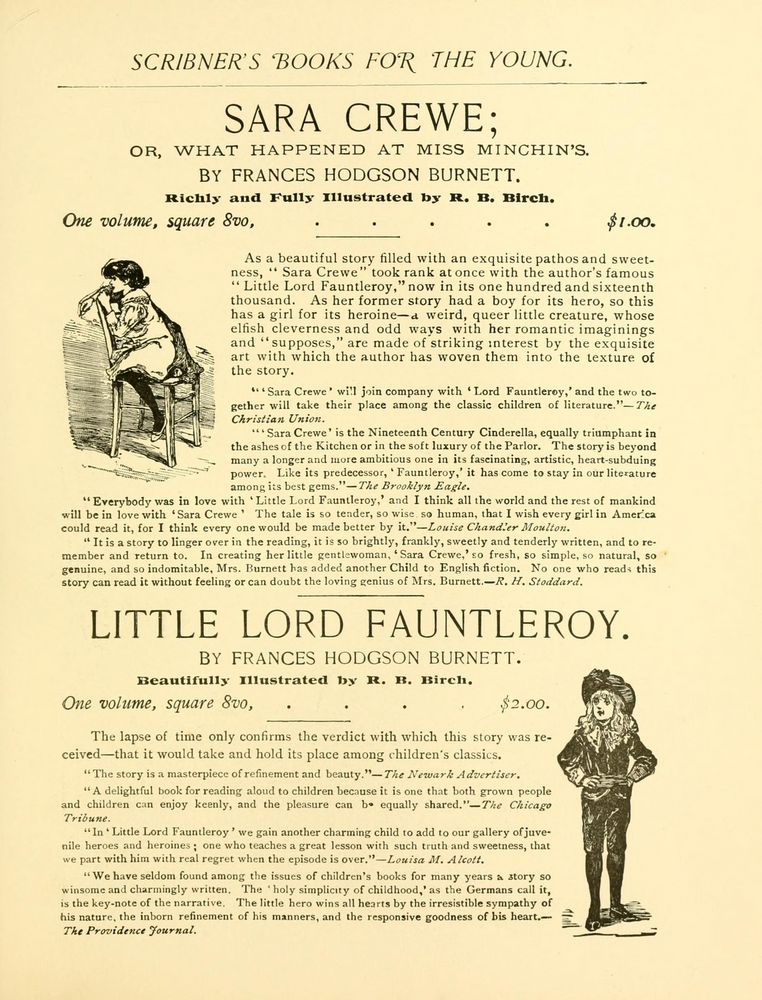 SCRIBNER'S BOOKS FOR THE YOUNG.
SARA CREWE;
OR, WHAT HAPPENED AT MISS MINCHIN'S.
BY FRANCES HODGSON BURNETT.
Richly and Fully Illustrated by R. B. Birch.
One volume, square 8vo, . . . . . $1.00.
As a beautiful story filled with an exquisite pathos and sweet-
ness, "Sara Crewe" took rank at once with the author's famous
"Little Lord Fauntleroy," now in its one hundred and sixteenth
thousand. As her former story had a boy for its hero, so this
has a girl for its heroine—a weird, queer little creature, whose
elfish cleverness and odd ways with her romantic imaginings
and "supposes," are made of striking interest by the exquisite
art with which the author has woven them into the texture of
the story.
"'Sara Crewe' will join company with 'Lord Fauntleroy,' and the two to-
gether will take their place among the classic children of literature."—The
Christian Union.
"'Sara Crewe' is the Nineteenth Century Cinderella, equally triumphant in
the ashes of the Kitchen or in the soft luxury of the Parlor. The story is beyond
many a longer and more ambitious one in its fascinating, artistic, heart-subduing
power. Like its predecessor, 'Fauntleroy,' it has come to stay in our literature
among its best gems."—The Brooklyn Eagle.
"Everybody was in love with 'Little Lord Fauntleroy,' and I think all the world and the rest of mankind
will be in love with 'Sara Crewe' The tale is so tender, so wise so human, that I wish every girl in America
could read it, for I think every one would be made better by it."—Louise Chandler Moulton.
"It is a story to linger over in the reading, it is so brightly, frankly, sweetly and tenderly written, and to re-
member and return to. In creating her little gentlewoman, 'Sara Crewe,' so fresh, so simple, so natural, so
genuine, and so indomitable, Mrs. Burnett has added another Child to English fiction. No one who reads this
story can read it without feeling or can doubt the loving genius of Mrs. Burnett.—R. H. Stoddard.
LITTLE LORD FAUNTLEROY.
BY FRANCES HODGSON BURNETT.
Beautifully Illustrated by R. B. Birch.
One volume, square 8vo, . . . . $2.00.
The lapse of time only confirms the verdict with which this story was re-
ceived—that it would take and hold its place among children's classics.
"The story is a masterpiece of refinement and beauty."—The Newark Advertiser.
"A delightful book for reading aloud to children because it is one that both grown people
and children can enjoy keenly, and the pleasure can be equally shared."—The Chicago
Tribune.
"In 'Little Lord Fauntleroy' we gain another charming child to add to our gallery of juve-
nile heroes and heroines; one who teaches a great lesson with such truth and sweetness, that
we part with him with real regret when the episode is over."—Louisa M. Alcott.
"We have seldom found among the issues of children's books for many years a story so
winsome and charmingly written. The 'holy simplicity of childhood,' as the Germans call it,
is the key-note of the narrative. The little hero wins all hearts by the irresistible sympathy of
his nature, the inborn refinement of his manners, and the responsive goodness of his heart.—
The Providence Journal.